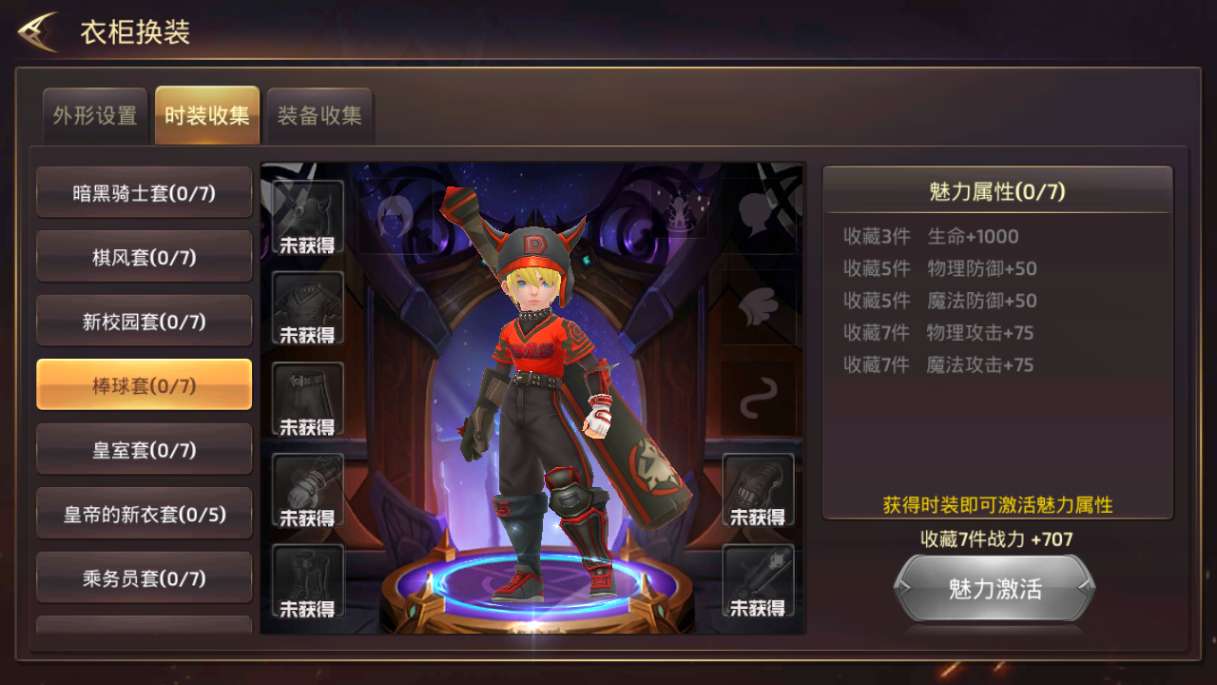 衣柜换装
外形设置
时装收集
装备收集
暗黑骑士套(0/7)
棋风套(0/7)
新校园套(0/7)
棒球套(0/7)
皇室套(0/7)
皇帝的新衣套(0/5)
乘务员套(0/7)
未获得
未获得
未获得
未获得
未获得
D
未获得
未获得
魅力属性(0/7)
收藏3件 生命+1000
收藏5件 物理防御+50
收藏5件 魔法防御+50
收藏7件 物理攻击+75
收藏7件 魔法攻击+75
获得时装即可激活魅力属性
收藏7件战力 +707
魅力激活